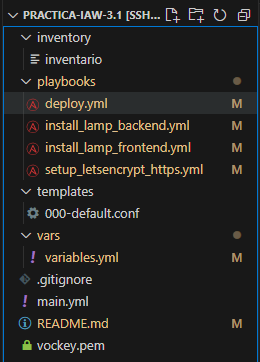 PRACTICA-IAW-3.1 [SSH...
inventory
inventario
playbooks
deploy.yml M
install_lamp_backend.yml M
install_lamp_frontend.yml M
setup_letsencrypt_https.yml M
templates
000-default.conf
vars
! variables.yml M
.gitignore
! main.yml
README.md M
vockey.pem